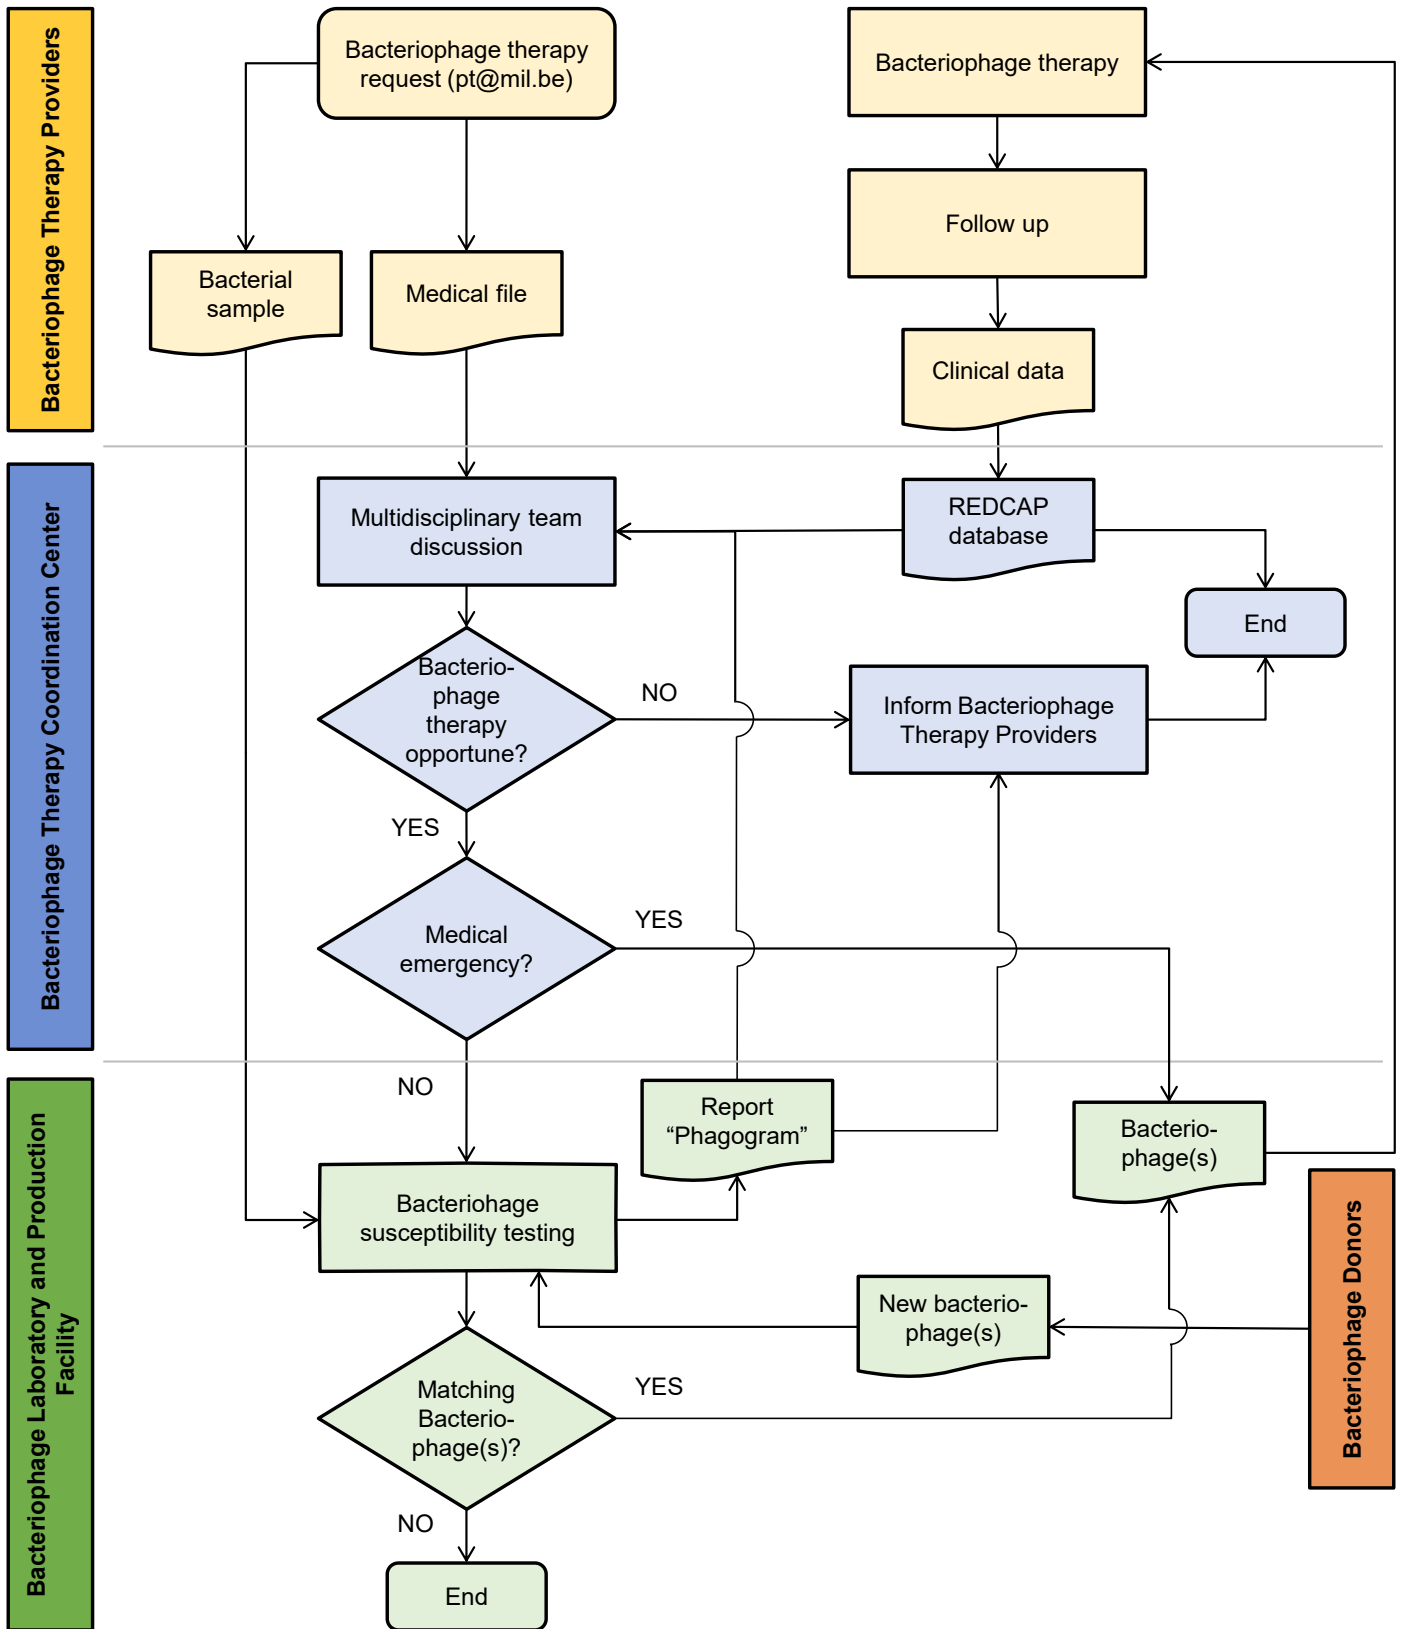 Bacteriophage Therapy Providers
Bacteriophage therapy
request (pt@mil.be)
Bacteriophage therapy
Follow up
Bacterial
sample
Medical file
Clinical data
Bacteriophage Therapy Coordination Center
Multidisciplinary team
discussion
REDCAP
database
End
Bacterio-
phage
therapy
opportune?
NO
Inform Bacteriophage
Therapy Providers
YES
Medical
emergency?
YES
NO
Bacteriophage Laboratory and Production
Facility
Report
“Phagogram”
Bacterio-
phage(s)
Bacteriohage
susceptibility testing
Bacteriophage Donors
New bacterio-
phage(s)
Matching
Bacterio-
phage(s)?
YES
NO
End